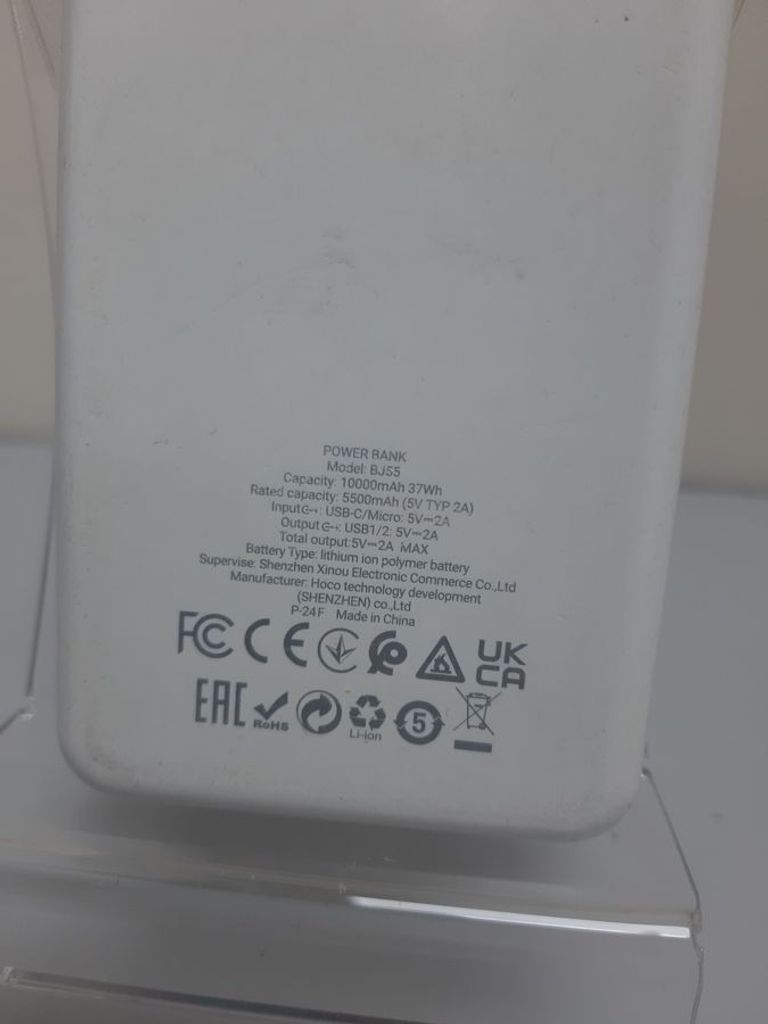 POWER BANK
Model: BJ55
Capacity: 10000mAh 37Wh
Rated capacity: 5500mAh (5V TYP 2A)
Input: USB-C/Micro: 5V⎓2A
Output: USB1/2: 5V⎓2A
Total output:5V⎓2A MAX
Battery Type: lithium ion polymer battery
Supervise: Shenzhen Xinou Electronic Commerce Co.,Ltd
Manufacturer: Hoco technology development
(SHENZHEN) co.,Ltd
P-24F Made in China
FC CE UK
CA
EAC RoHS Li-ion 5